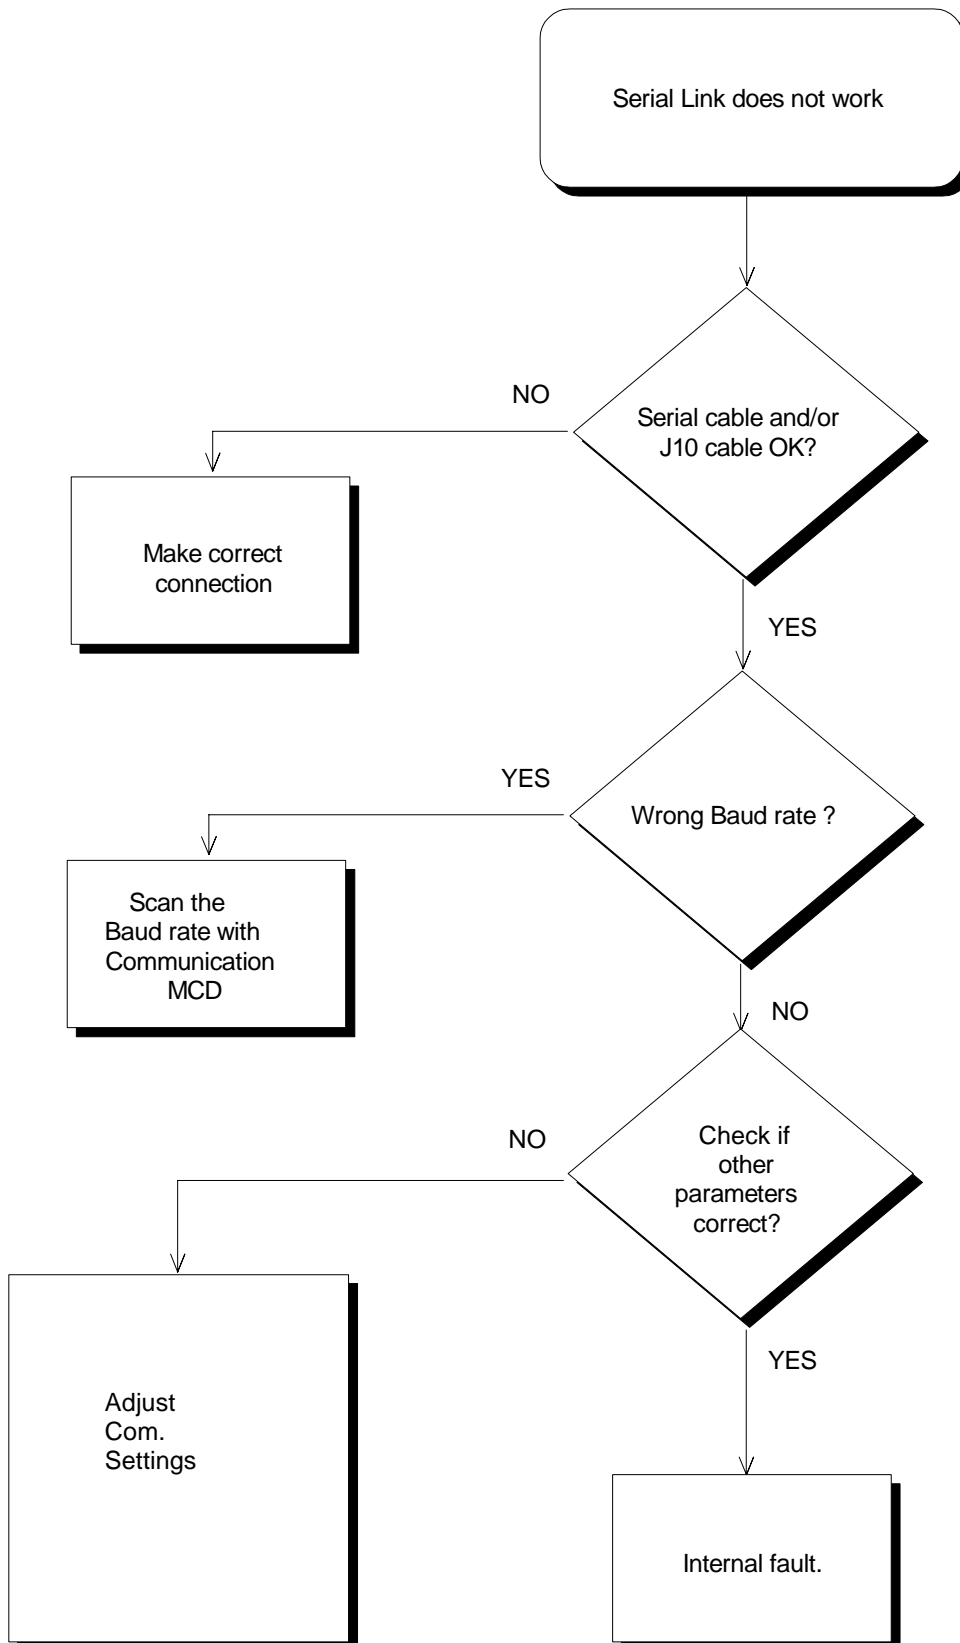 Serial Link does not work
NO
Serial cable and/or
J10 cable OK?
Make correct
connection
YES
YES
Wrong Baud rate ?
Scan the
Baud rate with
Communication
MCD
NO
NO
Check if
other
parameters
correct?
YES
Adjust
Com.
Settings
Internal fault.